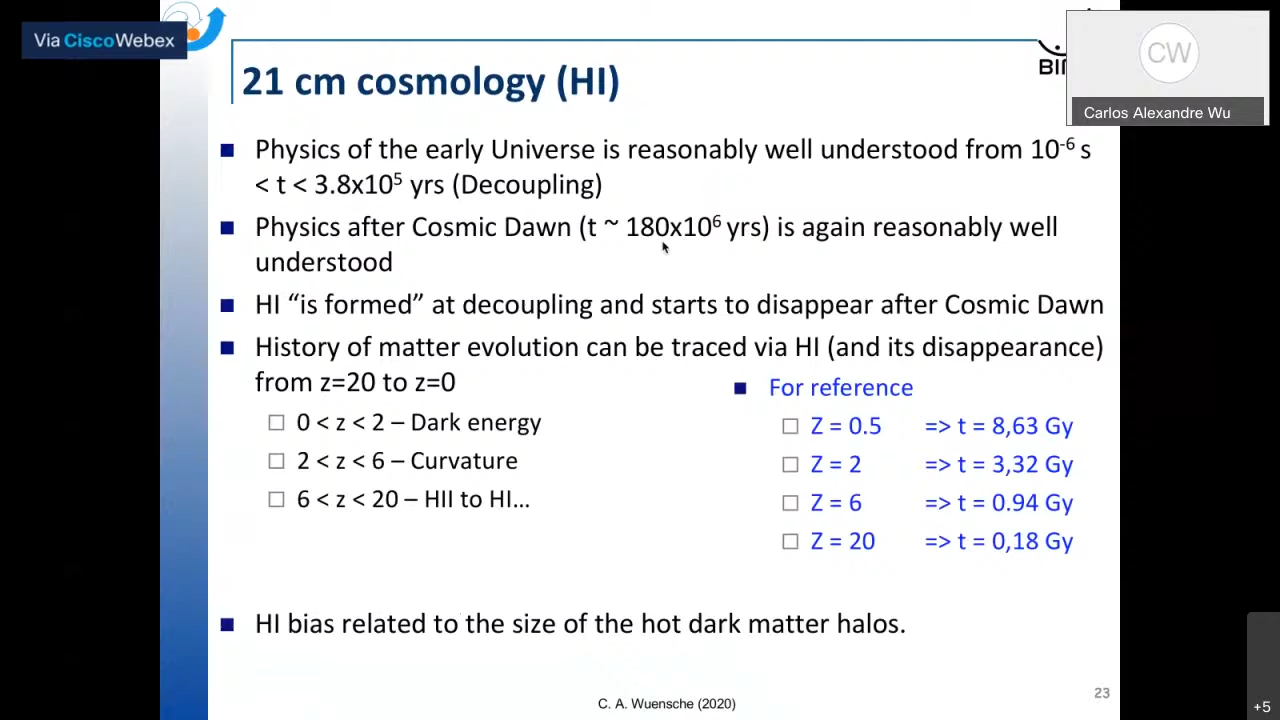 Via CiscoWebex
CW
Carlos Alexandre Wu
21 cm cosmology (HI)
■ Physics of the early Universe is reasonably well understood from 10⁻⁶ s
< t < 3.8x10⁵ yrs (Decoupling)
■ Physics after Cosmic Dawn (t ~ 180x10⁶ yrs) is again reasonably well
understood
■ HI “is formed” at decoupling and starts to disappear after Cosmic Dawn
■ History of matter evolution can be traced via HI (and its disappearance)
from z=20 to z=0
□ 0 < z < 2 – Dark energy
□ 2 < z < 6 – Curvature
□ 6 < z < 20 – HII to HI...
■ For reference
□ Z = 0.5 => t = 8,63 Gy
□ Z = 2 => t = 3,32 Gy
□ Z = 6 => t = 0.94 Gy
□ Z = 20 => t = 0,18 Gy
■ HI bias related to the size of the hot dark matter halos.
C. A. Wuensche (2020)
23
+5